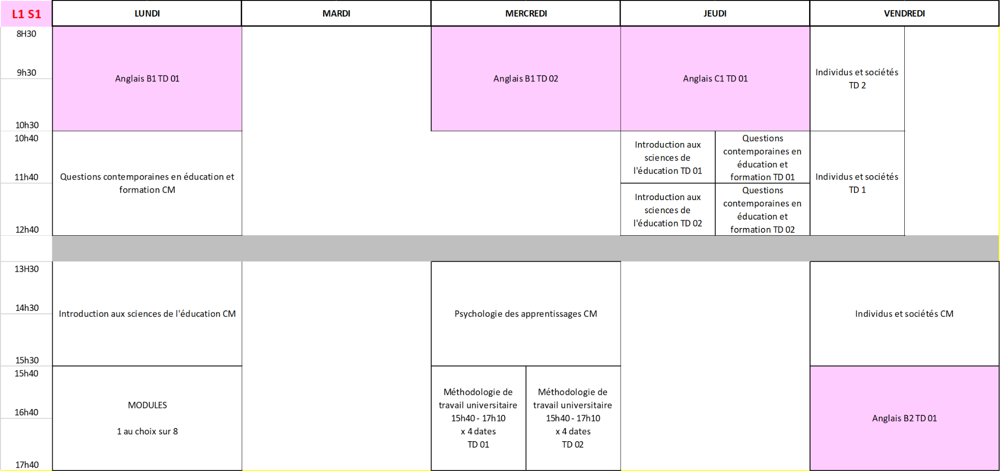 L1 S1
LUNDI
MARDI
MERCREDI
JEUDI
VENDREDI
8H30
9h30
10h30
Anglais B1 TD 01
Anglais B1 TD 02
Anglais C1 TD 01
Individus et sociétés
TD 2
10h40
11h40
12h40
Questions contemporaines en éducation et
formation CM
Introduction aux
sciences de
l'éducation TD 01
Questions
contemporaines en
éducation et
formation TD 01
Introduction aux
sciences de
l'éducation TD 02
Questions
contemporaines en
éducation et
formation TD 02
Individus et sociétés
TD 1
13H30
14h30
15h30
Introduction aux sciences de l'éducation CM
Psychologie des apprentissages CM
Individus et sociétés CM
15h40
16h40
17h40
MODULES
1 au choix sur 8
Méthodologie de
travail universitaire
15h40 - 17h10
x 4 dates
TD 01
Méthodologie de
travail universitaire
15h40 - 17h10
x 4 dates
TD 02
Anglais B2 TD 01